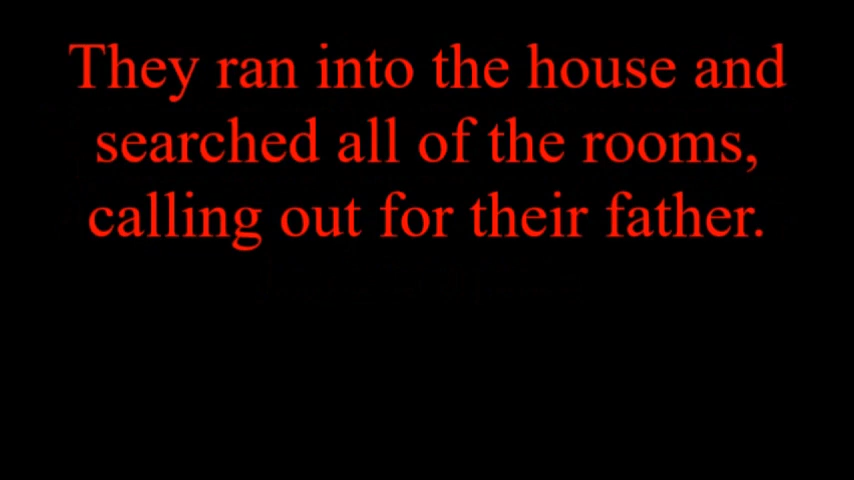 They ran into the house and
searched all of the rooms,
calling out for their father.